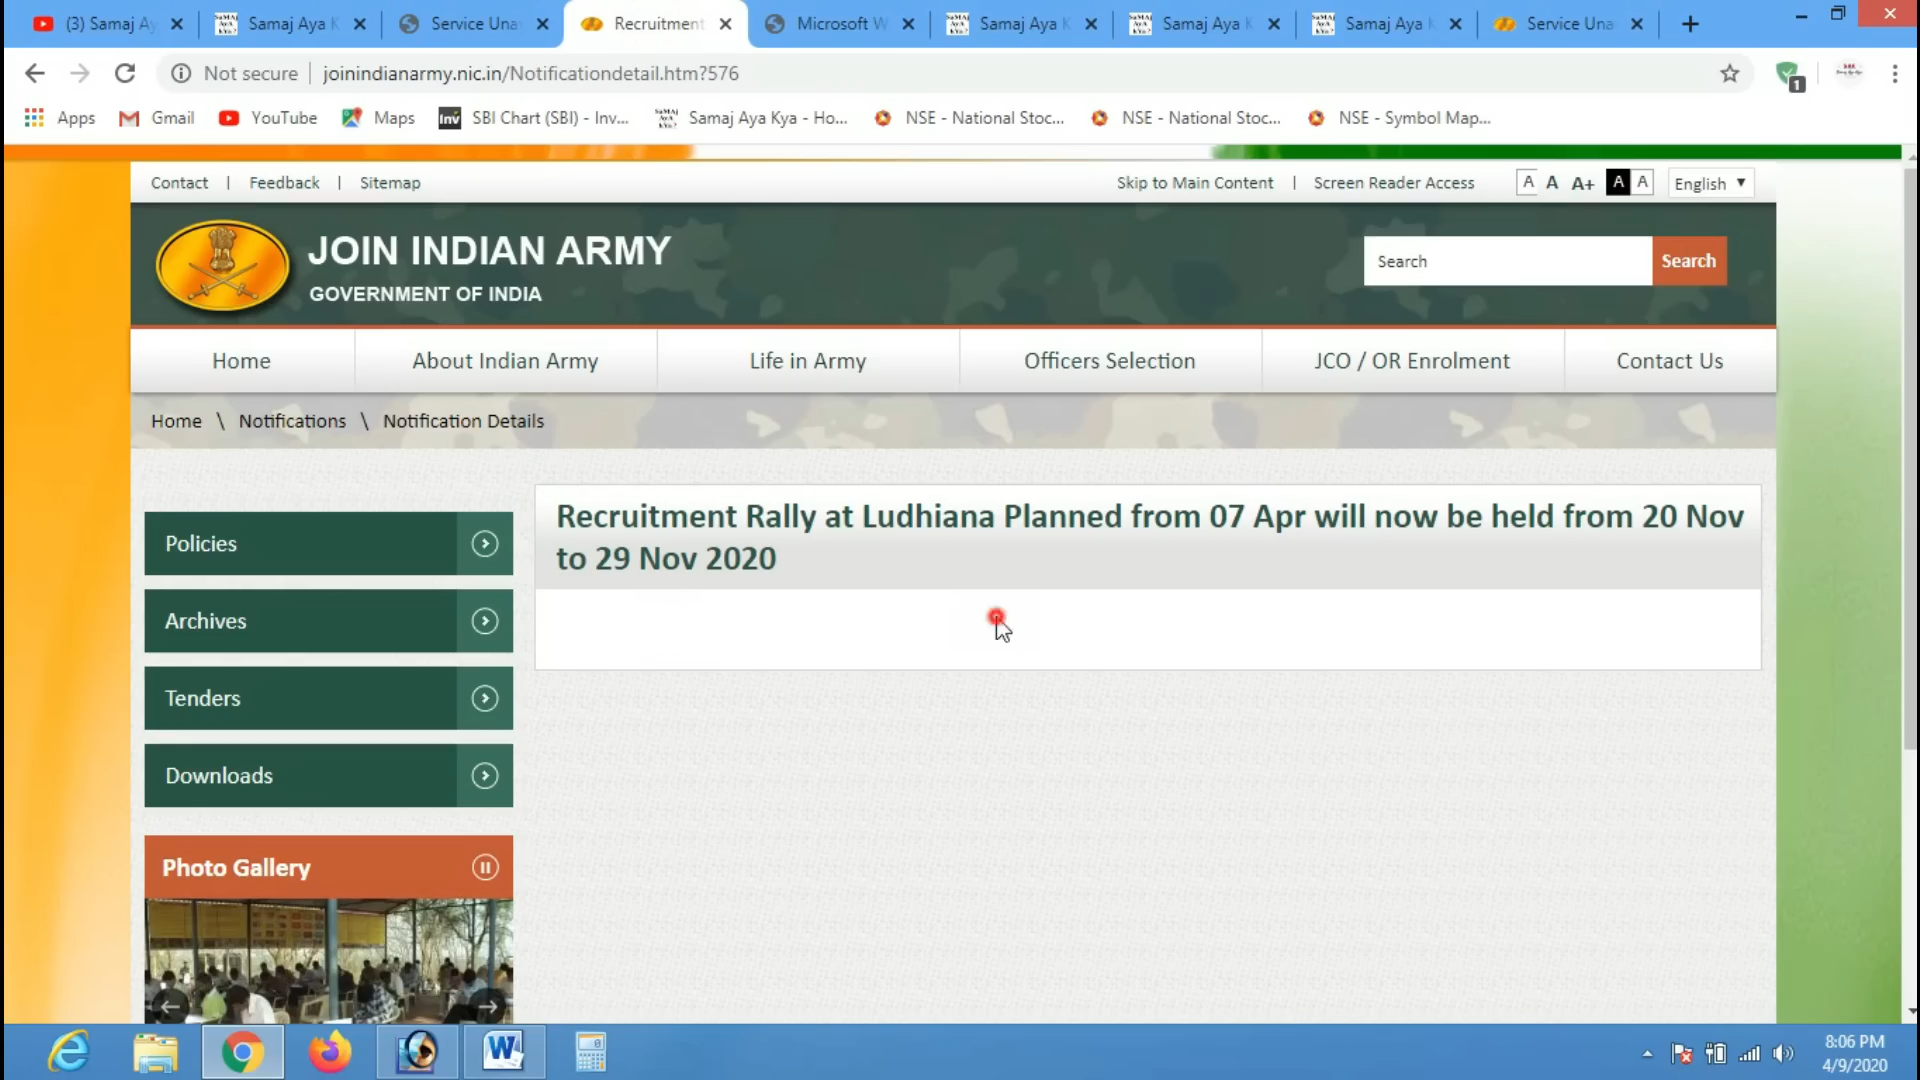 (3) Samaj Ay
Samaj Aya K
Service Una
Recruitment
Microsoft W
Samaj Aya K
Samaj Aya K
Samaj Aya K
Service Una
Not secure
joinindianarmy.nic.in/Notificationdetail.htm?576
1
Apps
Gmail
YouTube
Maps
Inv
SBI Chart (SBI) - Inv...
Samaj Aya Kya - Ho...
NSE - National Stoc...
NSE - National Stoc...
NSE - Symbol Map...
Contact | Feedback | Sitemap
Skip to Main Content | Screen Reader Access
A A A+ A A
English
JOIN INDIAN ARMY
GOVERNMENT OF INDIA
Search
Search
Home
About Indian Army
Life in Army
Officers Selection
JCO / OR Enrolment
Contact Us
Home \ Notifications \ Notification Details
Recruitment Rally at Ludhiana Planned from 07 Apr will now be held from 20 Nov
to 29 Nov 2020
Policies
Archives
Tenders
Downloads
Photo Gallery
8:06 PM
4/9/2020